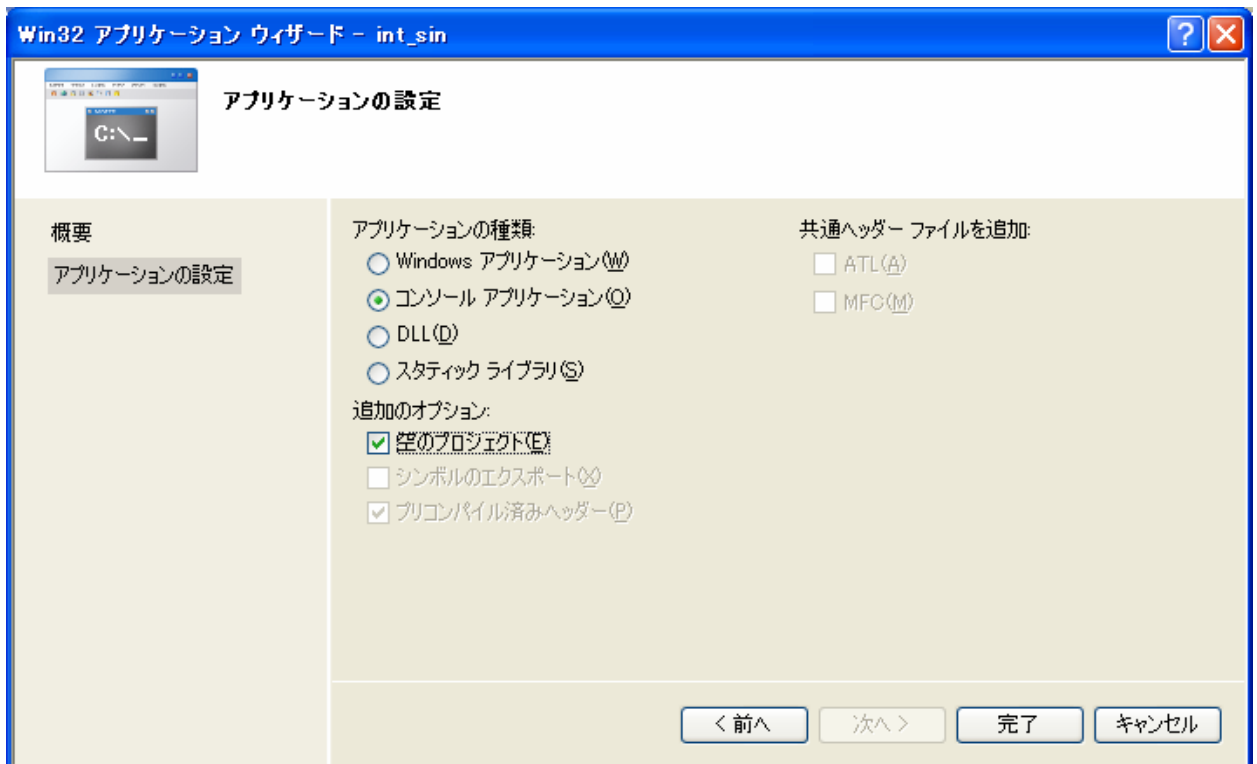 Win32 アプリケーション ウィザード - int_sin
C:\_
アプリケーションの設定
概要
アプリケーションの設定
アプリケーションの種類:
Windows アプリケーション(W)
コンソール アプリケーション(O)
DLL(D)
スタティック ライブラリ(S)
追加のオプション:
空のプロジェクト(E)
シンボルのエクスポート(X)
プリコンパイル済みヘッダー(P)
共通ヘッダー ファイルを追加:
ATL(A)
MFC(M)
< 前へ
次へ >
完了
キャンセル